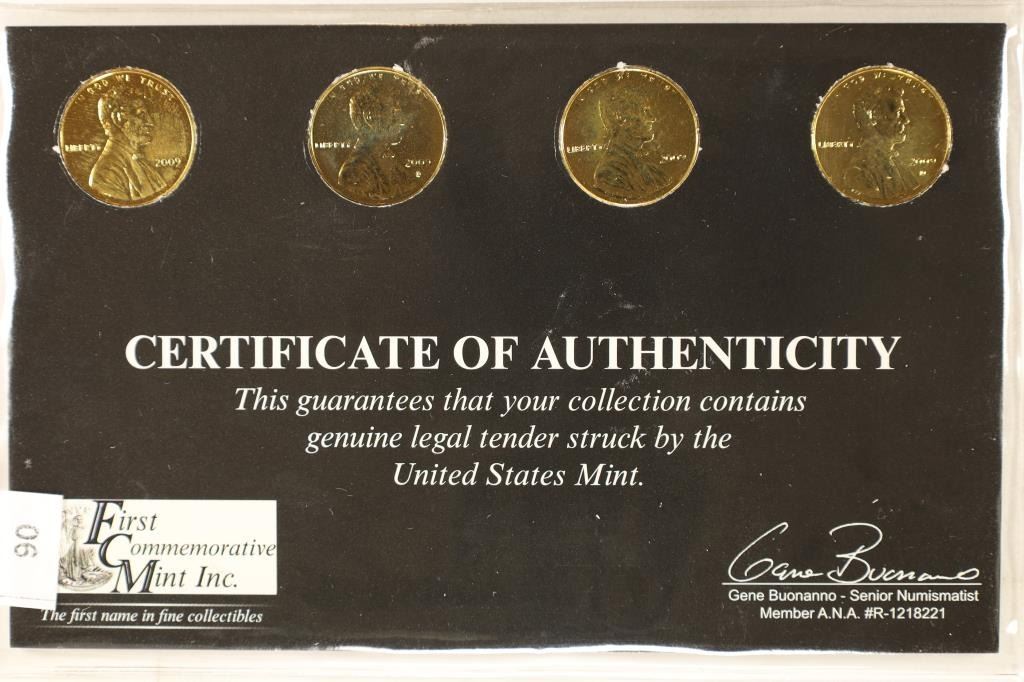 IN GOD WE TRUST
LIBERTY
2009
LIBERTY
2009
D
LIBERTY
2009
LIBERTY
2009
D
CERTIFICATE OF AUTHENTICITY
This guarantees that your collection contains
genuine legal tender struck by the
United States Mint.
90
First
Commemorative
Mint Inc.
The first name in fine collectibles
Gene Buonanno
Gene Buonanno - Senior Numismatist
Member A.N.A. #R-1218221